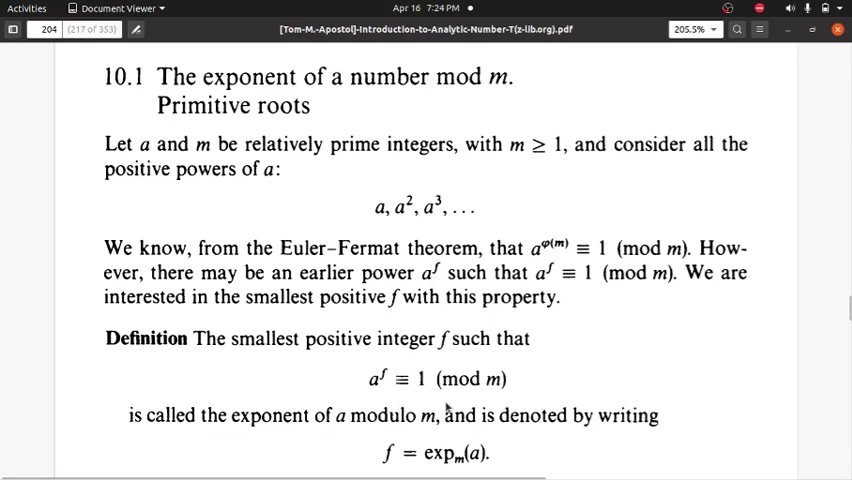 Activities Document Viewer Apr 16 7:24 PM
[Tom-M.-Apostol]-Introduction-to-Analytic-Number-T(z-lib.org).pdf
204 (217 of 353) 205.5%
10.1 The exponent of a number mod m.
Primitive roots
Let a and m be relatively prime integers, with m ≥ 1, and consider all the
positive powers of a:
a, a², a³, . . .
We know, from the Euler–Fermat theorem, that a^φ(m) ≡ 1 (mod m). How-
ever, there may be an earlier power a^f such that a^f ≡ 1 (mod m). We are
interested in the smallest positive f with this property.
Definition The smallest positive integer f such that
a^f ≡ 1 (mod m)
is called the exponent of a modulo m, and is denoted by writing
f = exp_m(a).